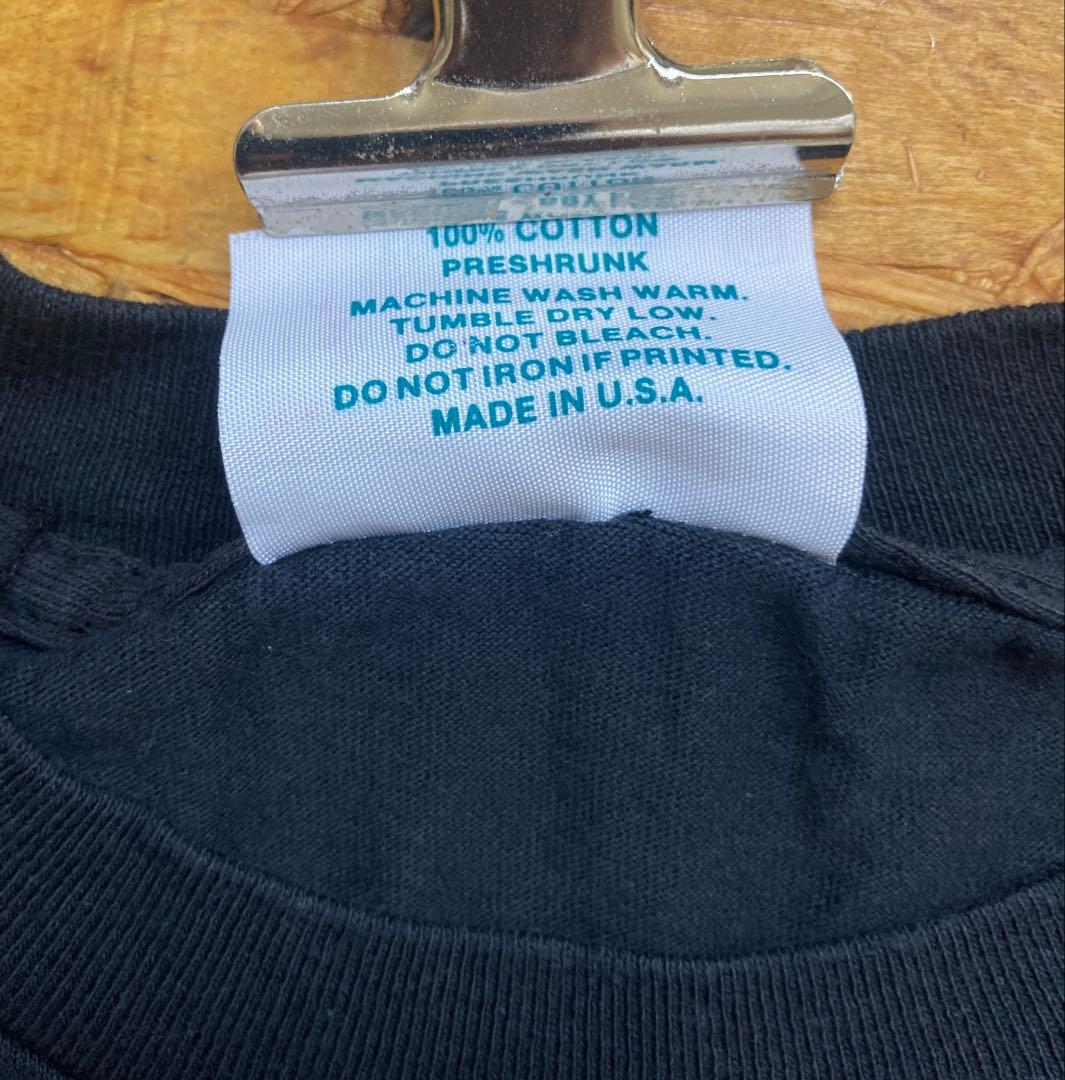 100% COTTON
PRESHRUNK
MACHINE WASH WARM.
TUMBLE DRY LOW.
DO NOT BLEACH.
DO NOT IRON IF PRINTED.
MADE IN U.S.A.